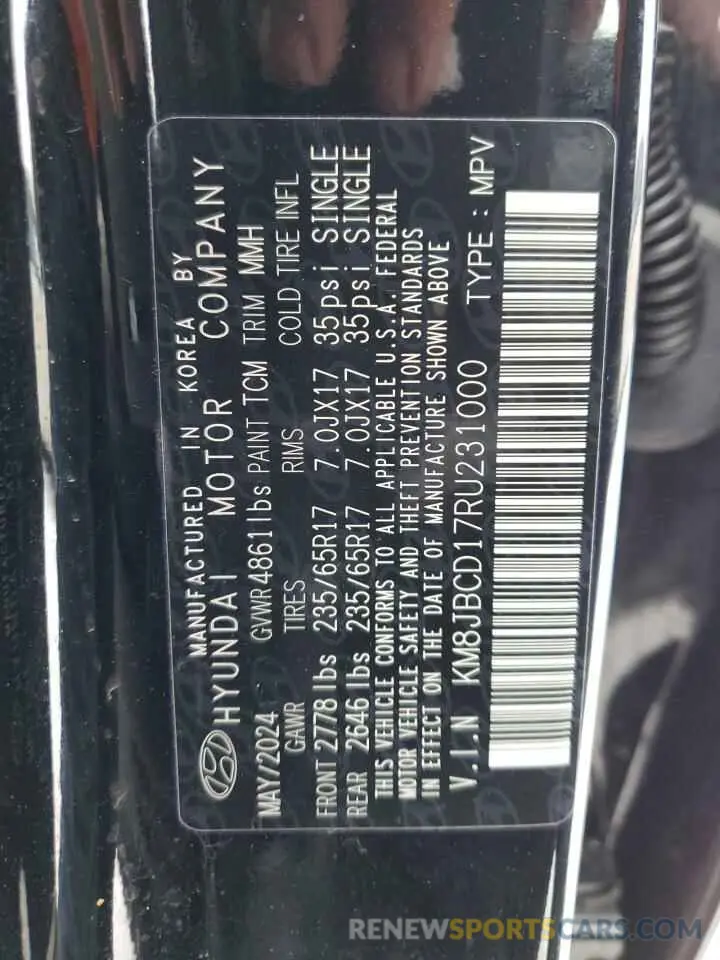 MANUFACTURED IN KOREA BY
HYUNDAI MOTOR COMPANY
MAY/2024 GVWR 4861lbs PAINT TCM TRIM MMH
GAWR TIRES RIMS COLD TIRE INFL
FRONT 2778 lbs 235/65R17 7.0JX17 35psi SINGLE
REAR 2646 lbs 235/65R17 7.0JX17 35psi SINGLE
THIS VEHICLE CONFORMS TO ALL APPLICABLE U.S.A. FEDERAL
MOTOR VEHICLE SAFETY AND THEFT PREVENTION STANDARDS
IN EFFECT ON THE DATE OF MANUFACTURE SHOWN ABOVE
V.I.N KM8JBCD17RU231000 TYPE : MPV
RENEWSPORTSCARS.COM